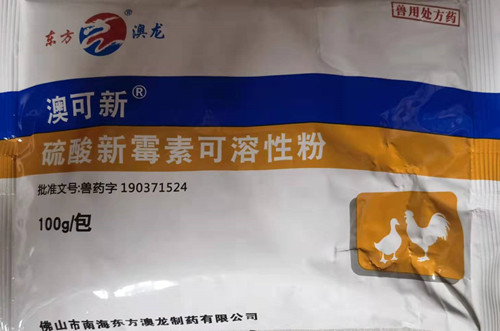 东方 澳龙®
兽用处方药
澳可新®
硫酸新霉素可溶性粉
批准文号:兽药字 190371524
100g/包
佛山市南海东方澳龙制药有限公司